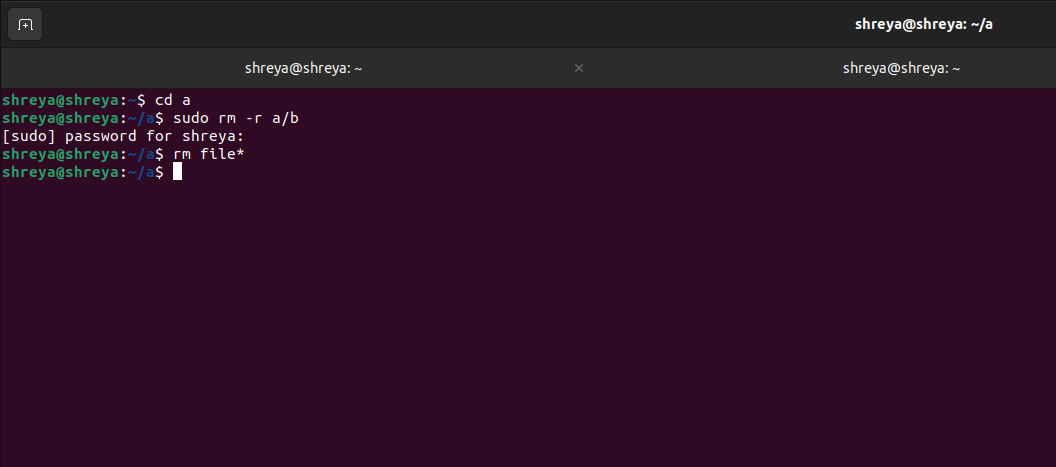 shreya@shreya: ~/a
shreya@shreya: ~ × shreya@shreya: ~
shreya@shreya:~$ cd a
shreya@shreya:~/a$ sudo rm -r a/b
[sudo] password for shreya:
shreya@shreya:~/a$ rm file*
shreya@shreya:~/a$